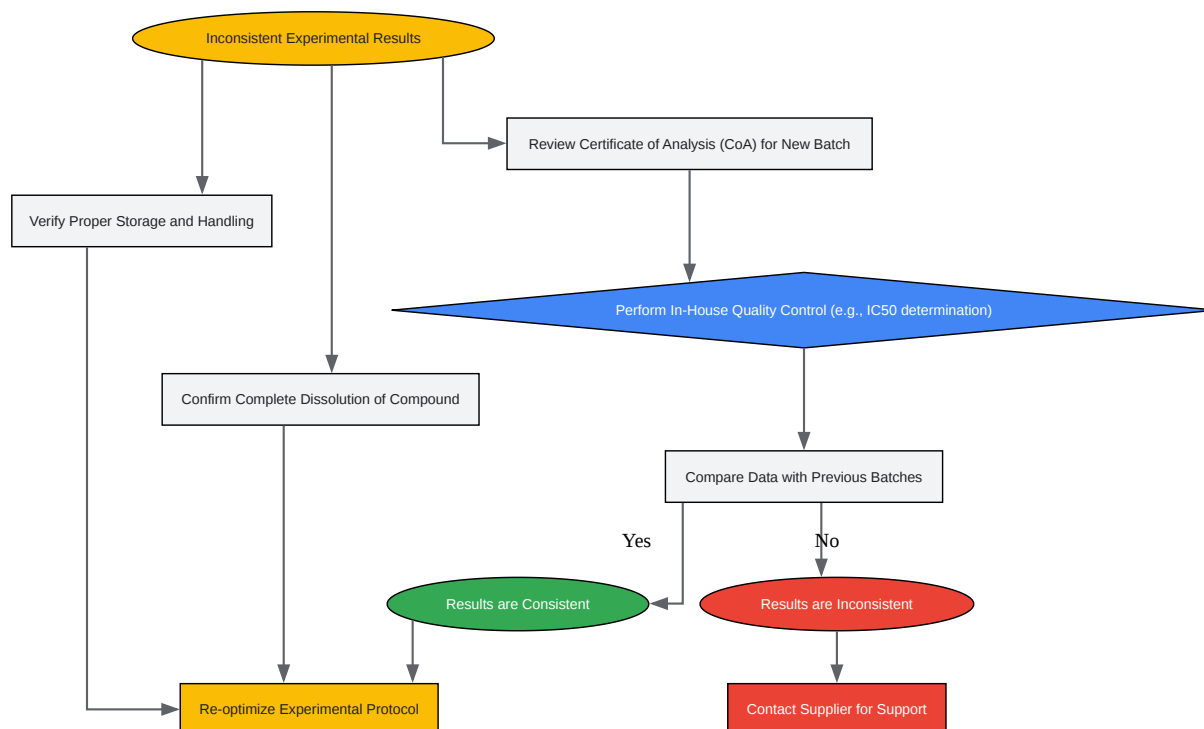 Inconsistent Experimental Results
Review Certificate of Analysis (CoA) for New Batch
Verify Proper Storage and Handling
Perform In-House Quality Control (e.g., IC50 determination)
Confirm Complete Dissolution of Compound
Compare Data with Previous Batches
Yes
No
Results are Consistent
Results are Inconsistent
Re-optimize Experimental Protocol
Contact Supplier for Support